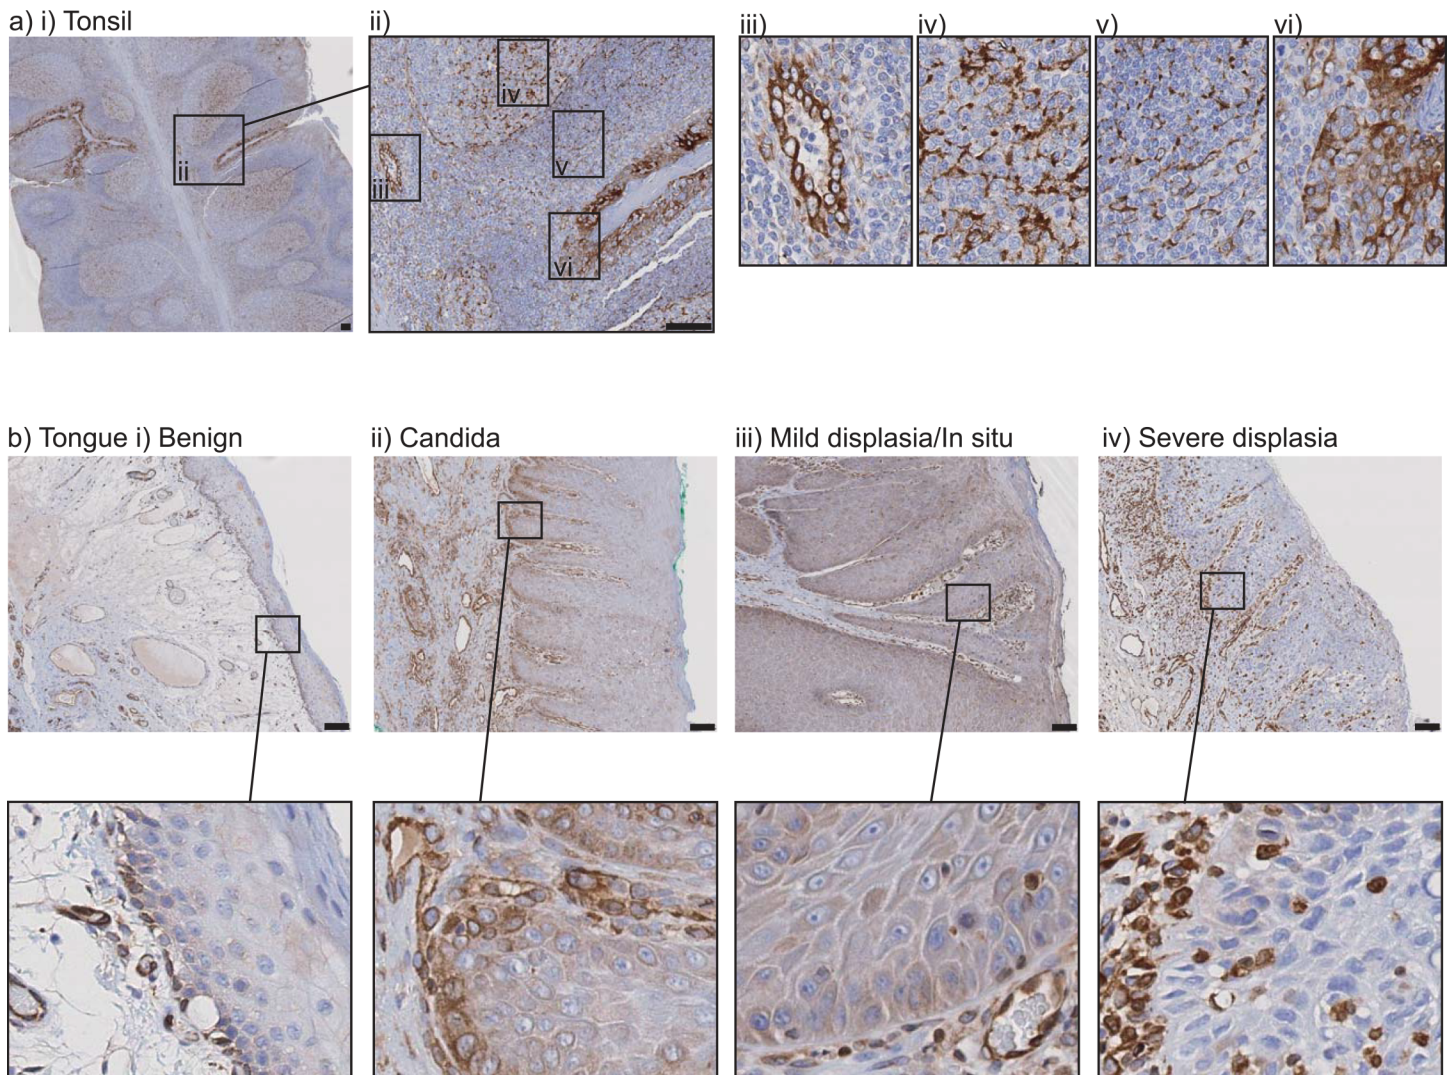 a) i) Tonsil
ii)
iii)
iv)
v)
vi)
ii
iii
iv
v
vi
b) Tongue i) Benign
ii) Candida
iii) Mild displasia/In situ
iv) Severe displasia